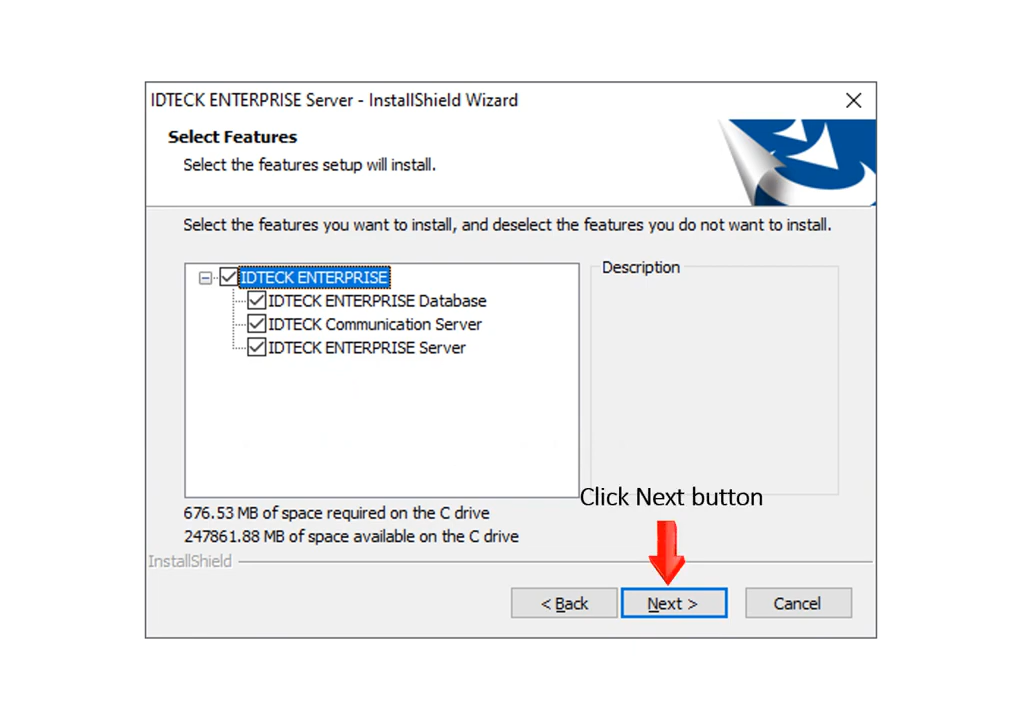 IDTECK ENTERPRISE Server - InstallShield Wizard
Select Features
Select the features setup will install.
Select the features you want to install, and deselect the features you do not want to install.
IDTECK ENTERPRISE
IDTECK ENTERPRISE Database
IDTECK Communication Server
IDTECK ENTERPRISE Server
Description
Click Next button
676.53 MB of space required on the C drive
247861.88 MB of space available on the C drive
InstallShield
< Back
Next >
Cancel